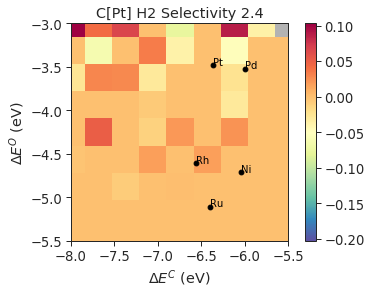 C[Pt] H2 Selectivity 2.4
−3.0
−3.5
−4.0
−4.5
−5.0
−5.5
ΔE^O (eV)
Pt
Pd
Rh
Ni
Ru
−8.0 −7.5 −7.0 −6.5 −6.0 −5.5
ΔE^C (eV)
0.10
0.05
0.00
−0.05
−0.10
−0.15
−0.20